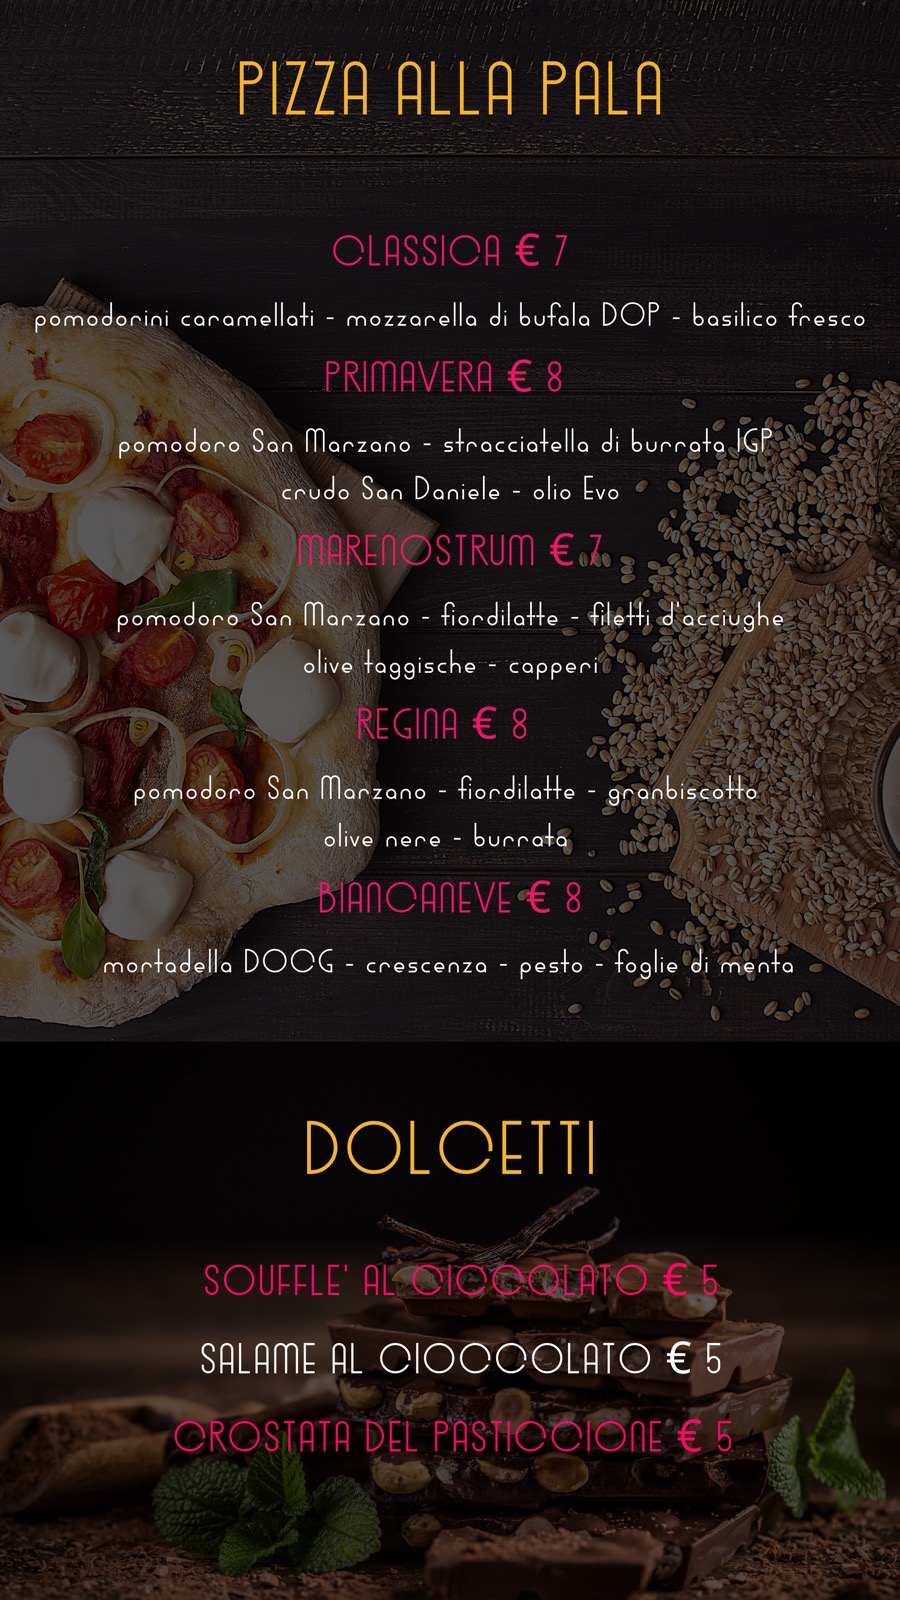 PIZZA ALLA PALA
CLASSICA € 7
pomodorini caramellati - mozzarella di bufala DOP - basilico fresco
PRIMAVERA € 8
pomodoro San Marzano - stracciatella di burrata IGP
crudo San Daniele - olio Evo
MARENOSTRUM € 7
pomodoro San Marzano - fiordilatte - filetti d'acciughe
olive taggische - capperi
REGINA € 8
pomodoro San Marzano - fiordilatte - granbiscotto
olive nere - burrata
BIANCANEVE € 8
mortadella DOCG - crescenza - pesto - foglie di menta
DOLCETTI
SOUFFLE' AL CIOCCOLATO € 5
SALAME AL CIOCCOLATO € 5
CROSTATA DEL PASTICCIONE € 5